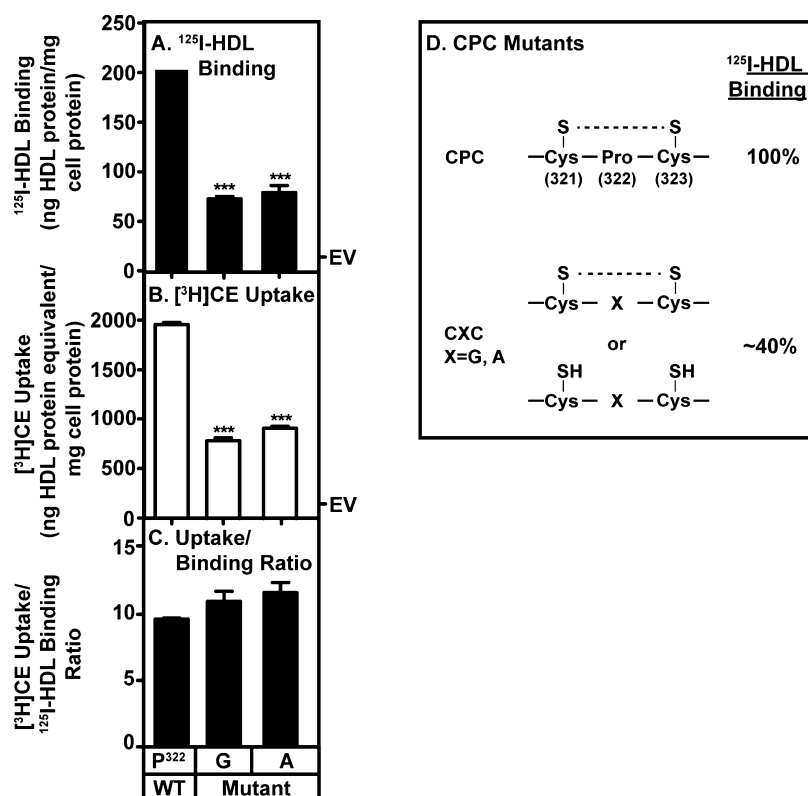 A. ¹²⁵I-HDL
Binding
¹²⁵I-HDL Binding
(ng HDL protein/mg
cell protein)
250
200
150
100
50
0
***
***
EV
B. [³H]CE Uptake
[³H]CE Uptake
(ng HDL protein equivalent/
mg cell protein)
2000
1500
1000
500
0
***
***
EV
C. Uptake/
Binding Ratio
[³H]CE Uptake/
¹²⁵I-HDL Binding
Ratio
15
10
5
0
P³²² G A
WT Mutant
D. CPC Mutants
¹²⁵I-HDL
Binding
S S
CPC Cys Pro Cys 100%
(321) (322) (323)
S S
Cys X Cys
CXC
X=G, A
or
~40%
SH SH
Cys X Cys